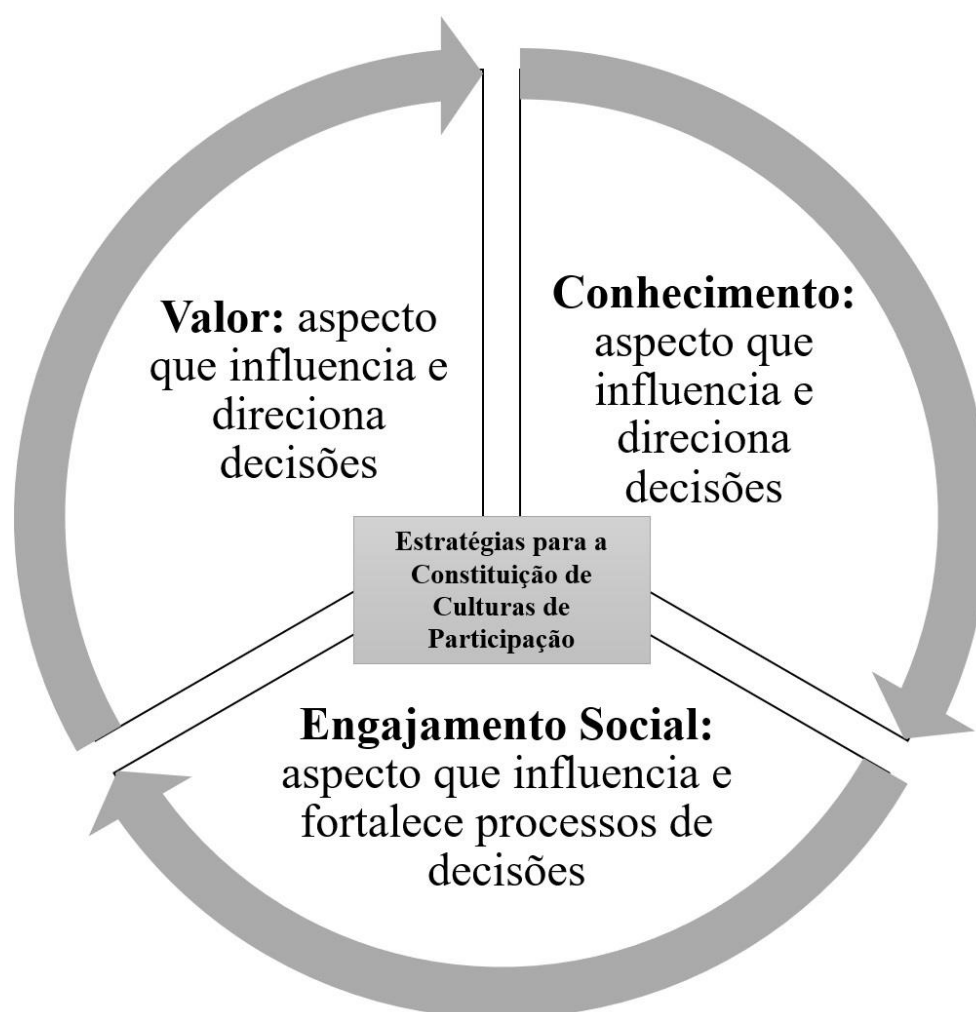 Valor: aspecto
que influencia e
direciona
decisões
Conhecimento:
aspecto que
influencia e
direciona
decisões
Estratégias para a
Constituição de
Culturas de
Participação
Engajamento Social:
aspecto que influencia e
fortalece processos de
decisões